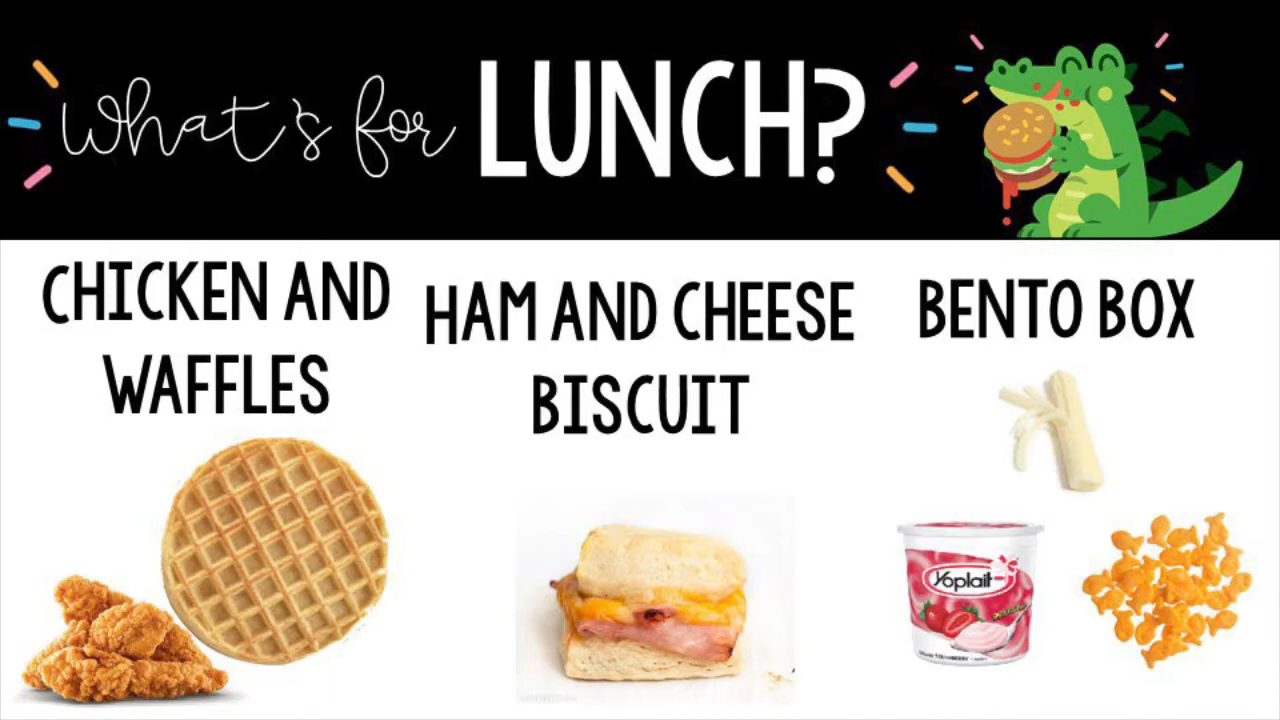 What's for LUNCH?
CHICKEN AND
WAFFLES
HAM AND CHEESE
BISCUIT
BENTO BOX
Yoplait